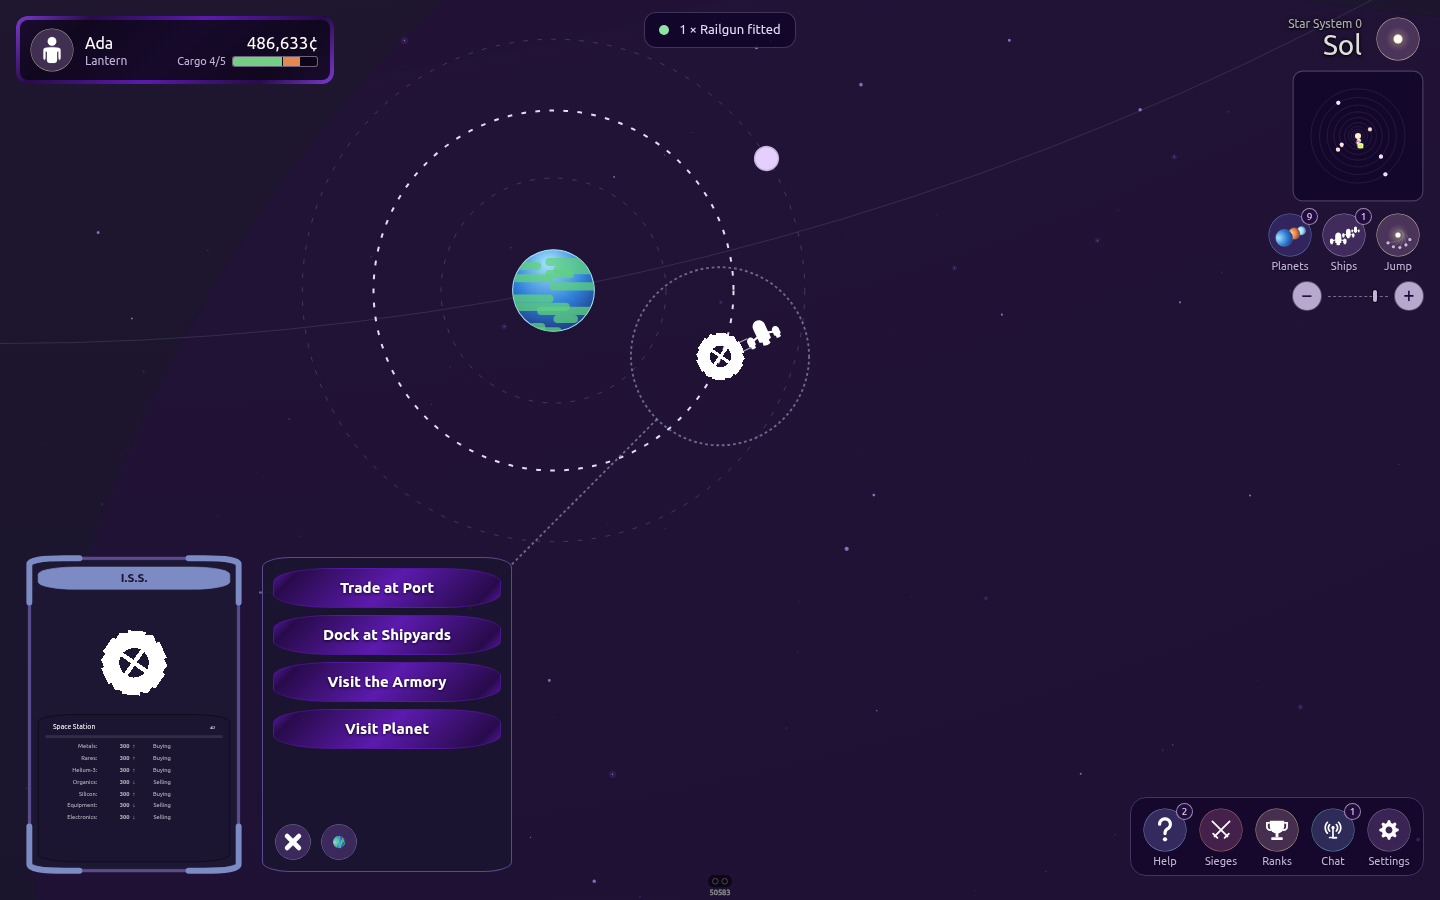 Ada
Lantern
486,633¢
Cargo 4/5
1 × Railgun fitted
Star System 0
Sol
9
1
Planets
Ships
Jump
−
+
I.S.S.
Space Station
Metals: 300 ↑ Buying
Rares: 300 ↑ Buying
Helium-3: 300 ↑ Buying
Organics: 300 ↓ Selling
Silicon: 300 ↑ Buying
Equipment: 300 ↓ Selling
Electronics: 300 ↓ Selling
Trade at Port
Dock at Shipyards
Visit the Armory
Visit Planet
2
1
Help
Sieges
Ranks
Chat
Settings
50583